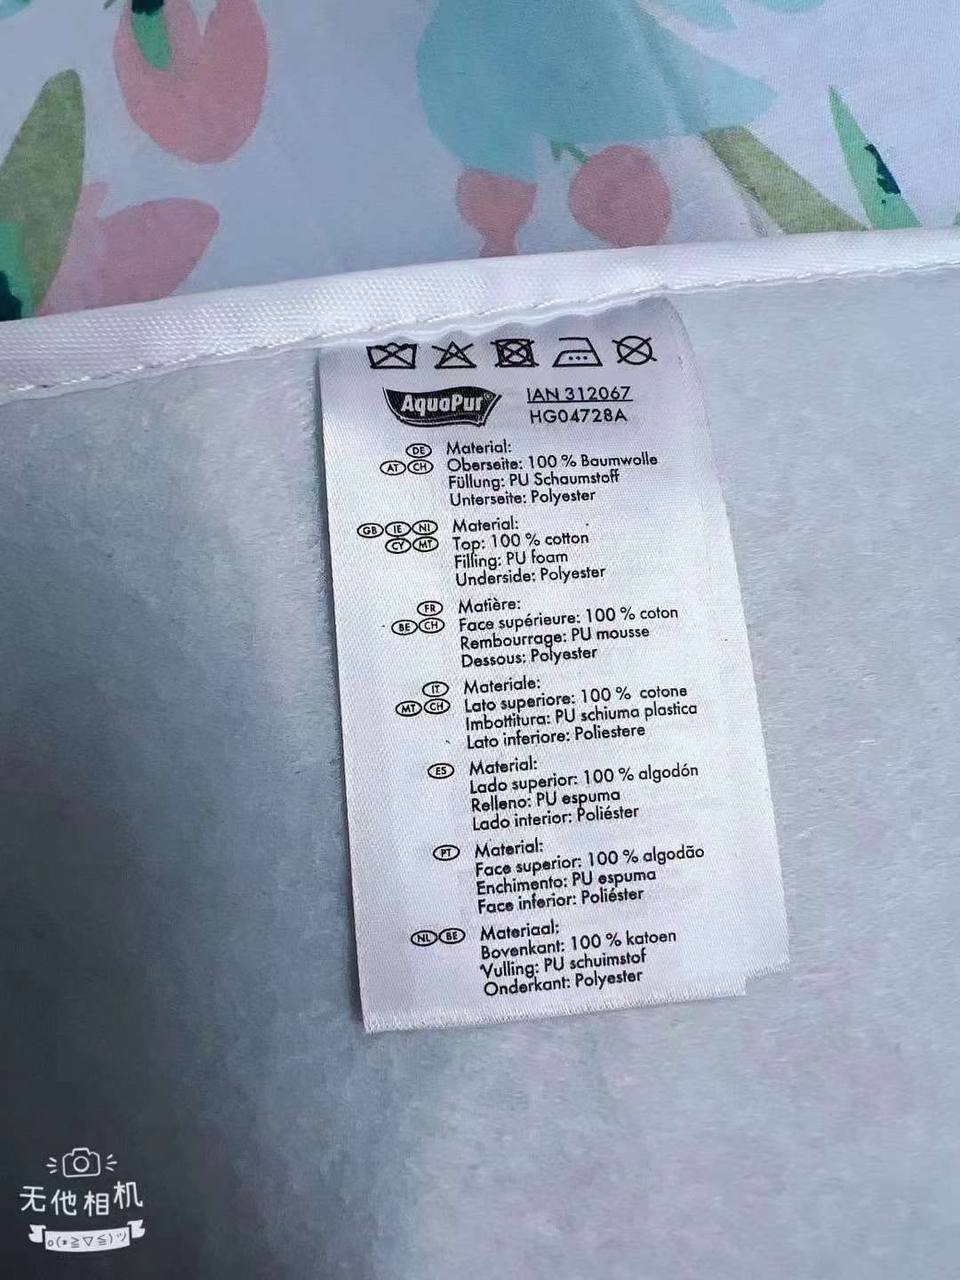 AquaPur®
IAN 312067
HG04728A
DE Material:
AT CH Oberseite: 100 % Baumwolle
Füllung: PU Schaumstoff
Unterseite: Polyester
GB IE NI Material:
CY MT Top: 100 % cotton
Filling: PU foam
Underside: Polyester
FR Matière:
BE CH Face supérieure: 100 % coton
Rembourrage: PU mousse
Dessous: Polyester
IT Materiale:
MT CH Lato superiore: 100 % cotone
Imbottitura: PU schiuma plastica
Lato inferiore: Poliestere
ES Material:
Lado superior: 100 % algodón
Relleno: PU espuma
Lado interior: Poliéster
PT Material:
Face superior: 100 % algodão
Enchimento: PU espuma
Face inferior: Poliéster
NL BE Materiaal:
Bovenkant: 100 % katoen
Vulling: PU schuimstof
Onderkant: Polyester
无他相机
o(*≧▽≦)ツ